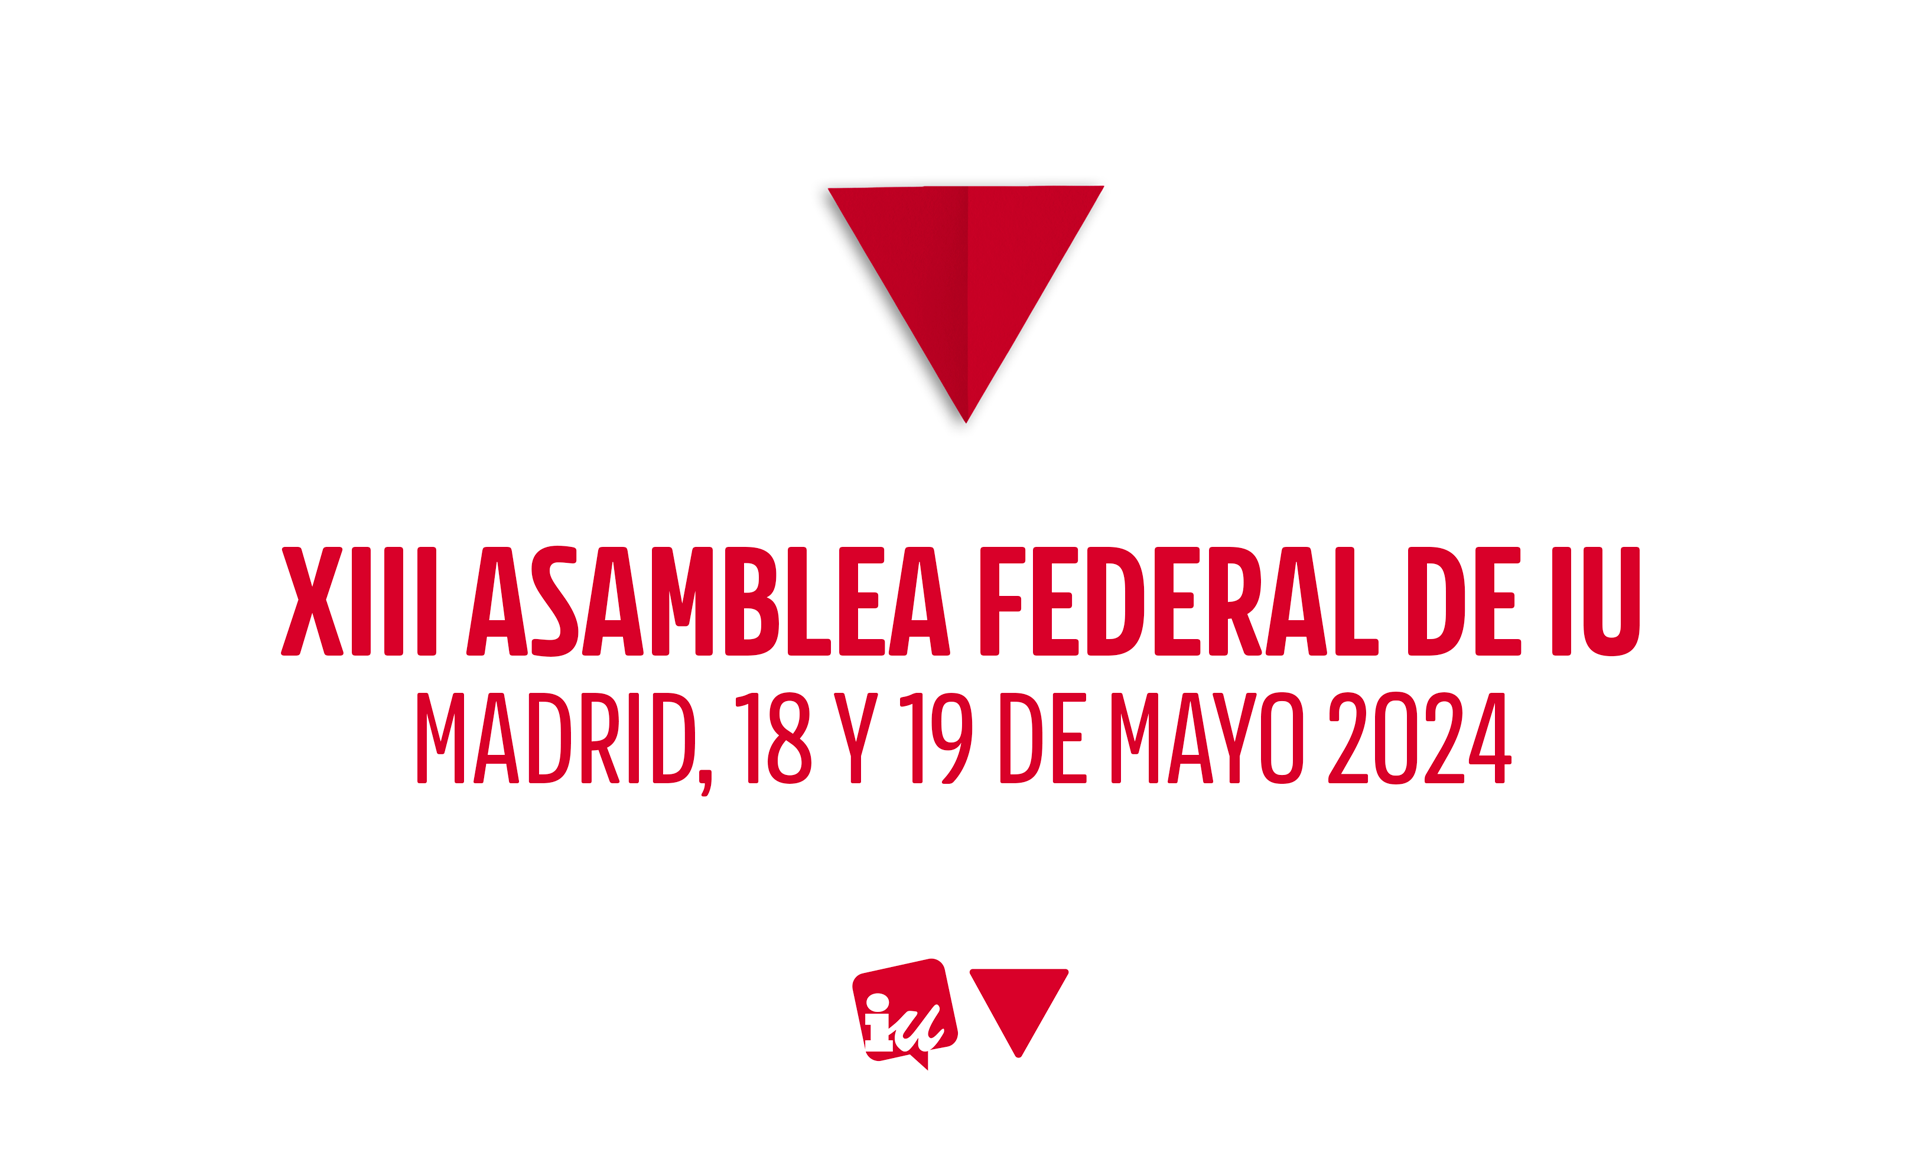 XIII ASAMBLEA FEDERAL DE IU
MADRID, 18 Y 19 DE MAYO 2024
iu